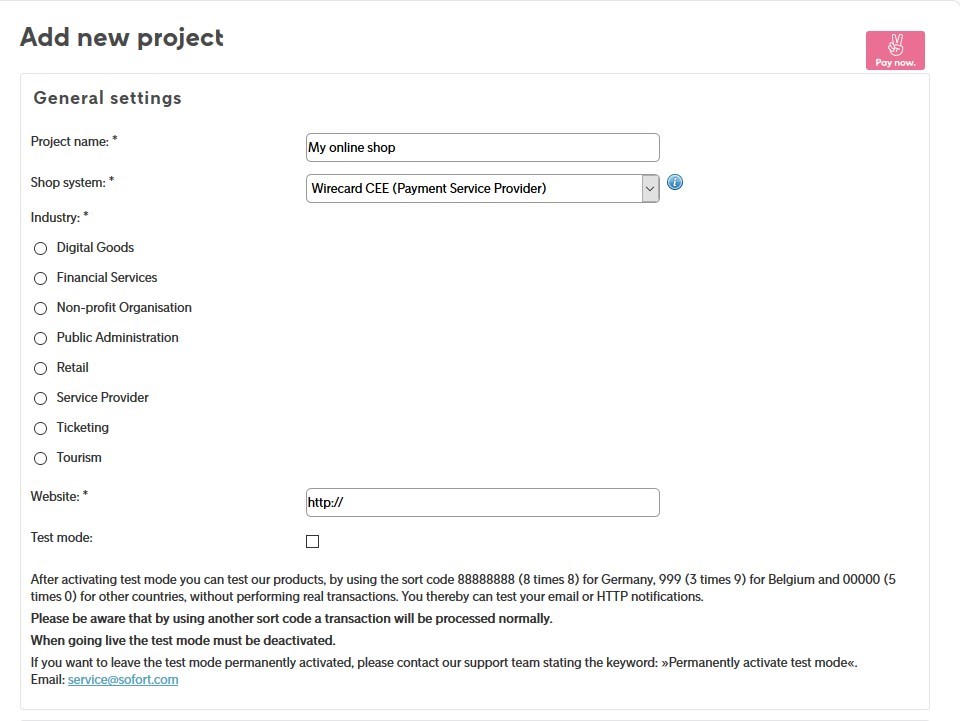 Add new project
Pay now.
General settings
Project name: *
My online shop
Shop system: *
Wirecard CEE (Payment Service Provider)
i
Industry: *
Digital Goods
Financial Services
Non-profit Organisation
Public Administration
Retail
Service Provider
Ticketing
Tourism
Website: *
http://
Test mode:
After activating test mode you can test our products, by using the sort code 88888888 (8 times 8) for Germany, 999 (3 times 9) for Belgium and 00000 (5
times 0) for other countries, without performing real transactions. You thereby can test your email or HTTP notifications.
Please be aware that by using another sort code a transaction will be processed normally.
When going live the test mode must be deactivated.
If you want to leave the test mode permanently activated, please contact our support team stating the keyword: »Permanently activate test mode«.
Email: service@sofort.com